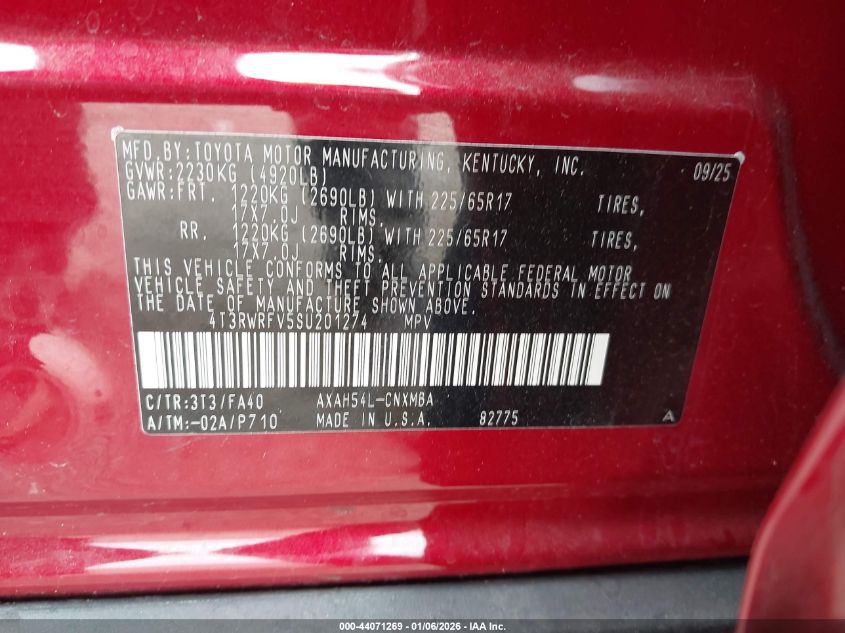 MFD. BY:TOYOTA MOTOR MANUFACTURING, KENTUCKY, INC. 09/25
GVWR:2230KG (4920LB)
GAWR:FRT. 1220KG (2690LB) WITH 225/65R17 TIRES,
17X7.0J RIMS,
RR. 1220KG (2690LB) WITH 225/65R17 TIRES,
17X7.0J RIMS.
THIS VEHICLE CONFORMS TO ALL APPLICABLE FEDERAL MOTOR
VEHICLE SAFETY AND THEFT PREVENTION STANDARDS IN EFFECT ON
THE DATE OF MANUFACTURE SHOWN ABOVE.
4T3RWRFV5SU201274 MPV
C/TR:3T3/FA40 AXAH54L-CNXMBA
A/TM:-02A/P710 MADE IN U.S.A. 82775 A
000-44071269 - 01/06/2026 - IAA Inc.